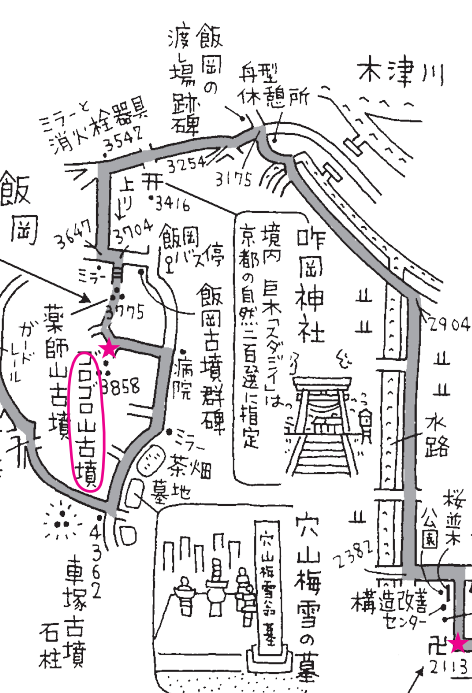 木津川
飯岡の
渡し場跡碑
舟型
休憩所
ミラーと
消火栓器具
3542
3254
3175
飯岡
上り
3416
3647
3704
飯岡
バス停
ミラー
3775
咋岡神社
境内 巨木「スダジイ」は
京都の自然二百選に指定
飯岡古墳群碑
薬師山古墳
ガードレール
ゴロゴロ山古墳
3858
病院
ミラー
茶畑
墓地
2904
水路
桜並木
公園
2382
構造改善
センター
卍
2113
4362
車塚古墳
石柱
穴山梅雪の墓
穴山梅雪翁墓